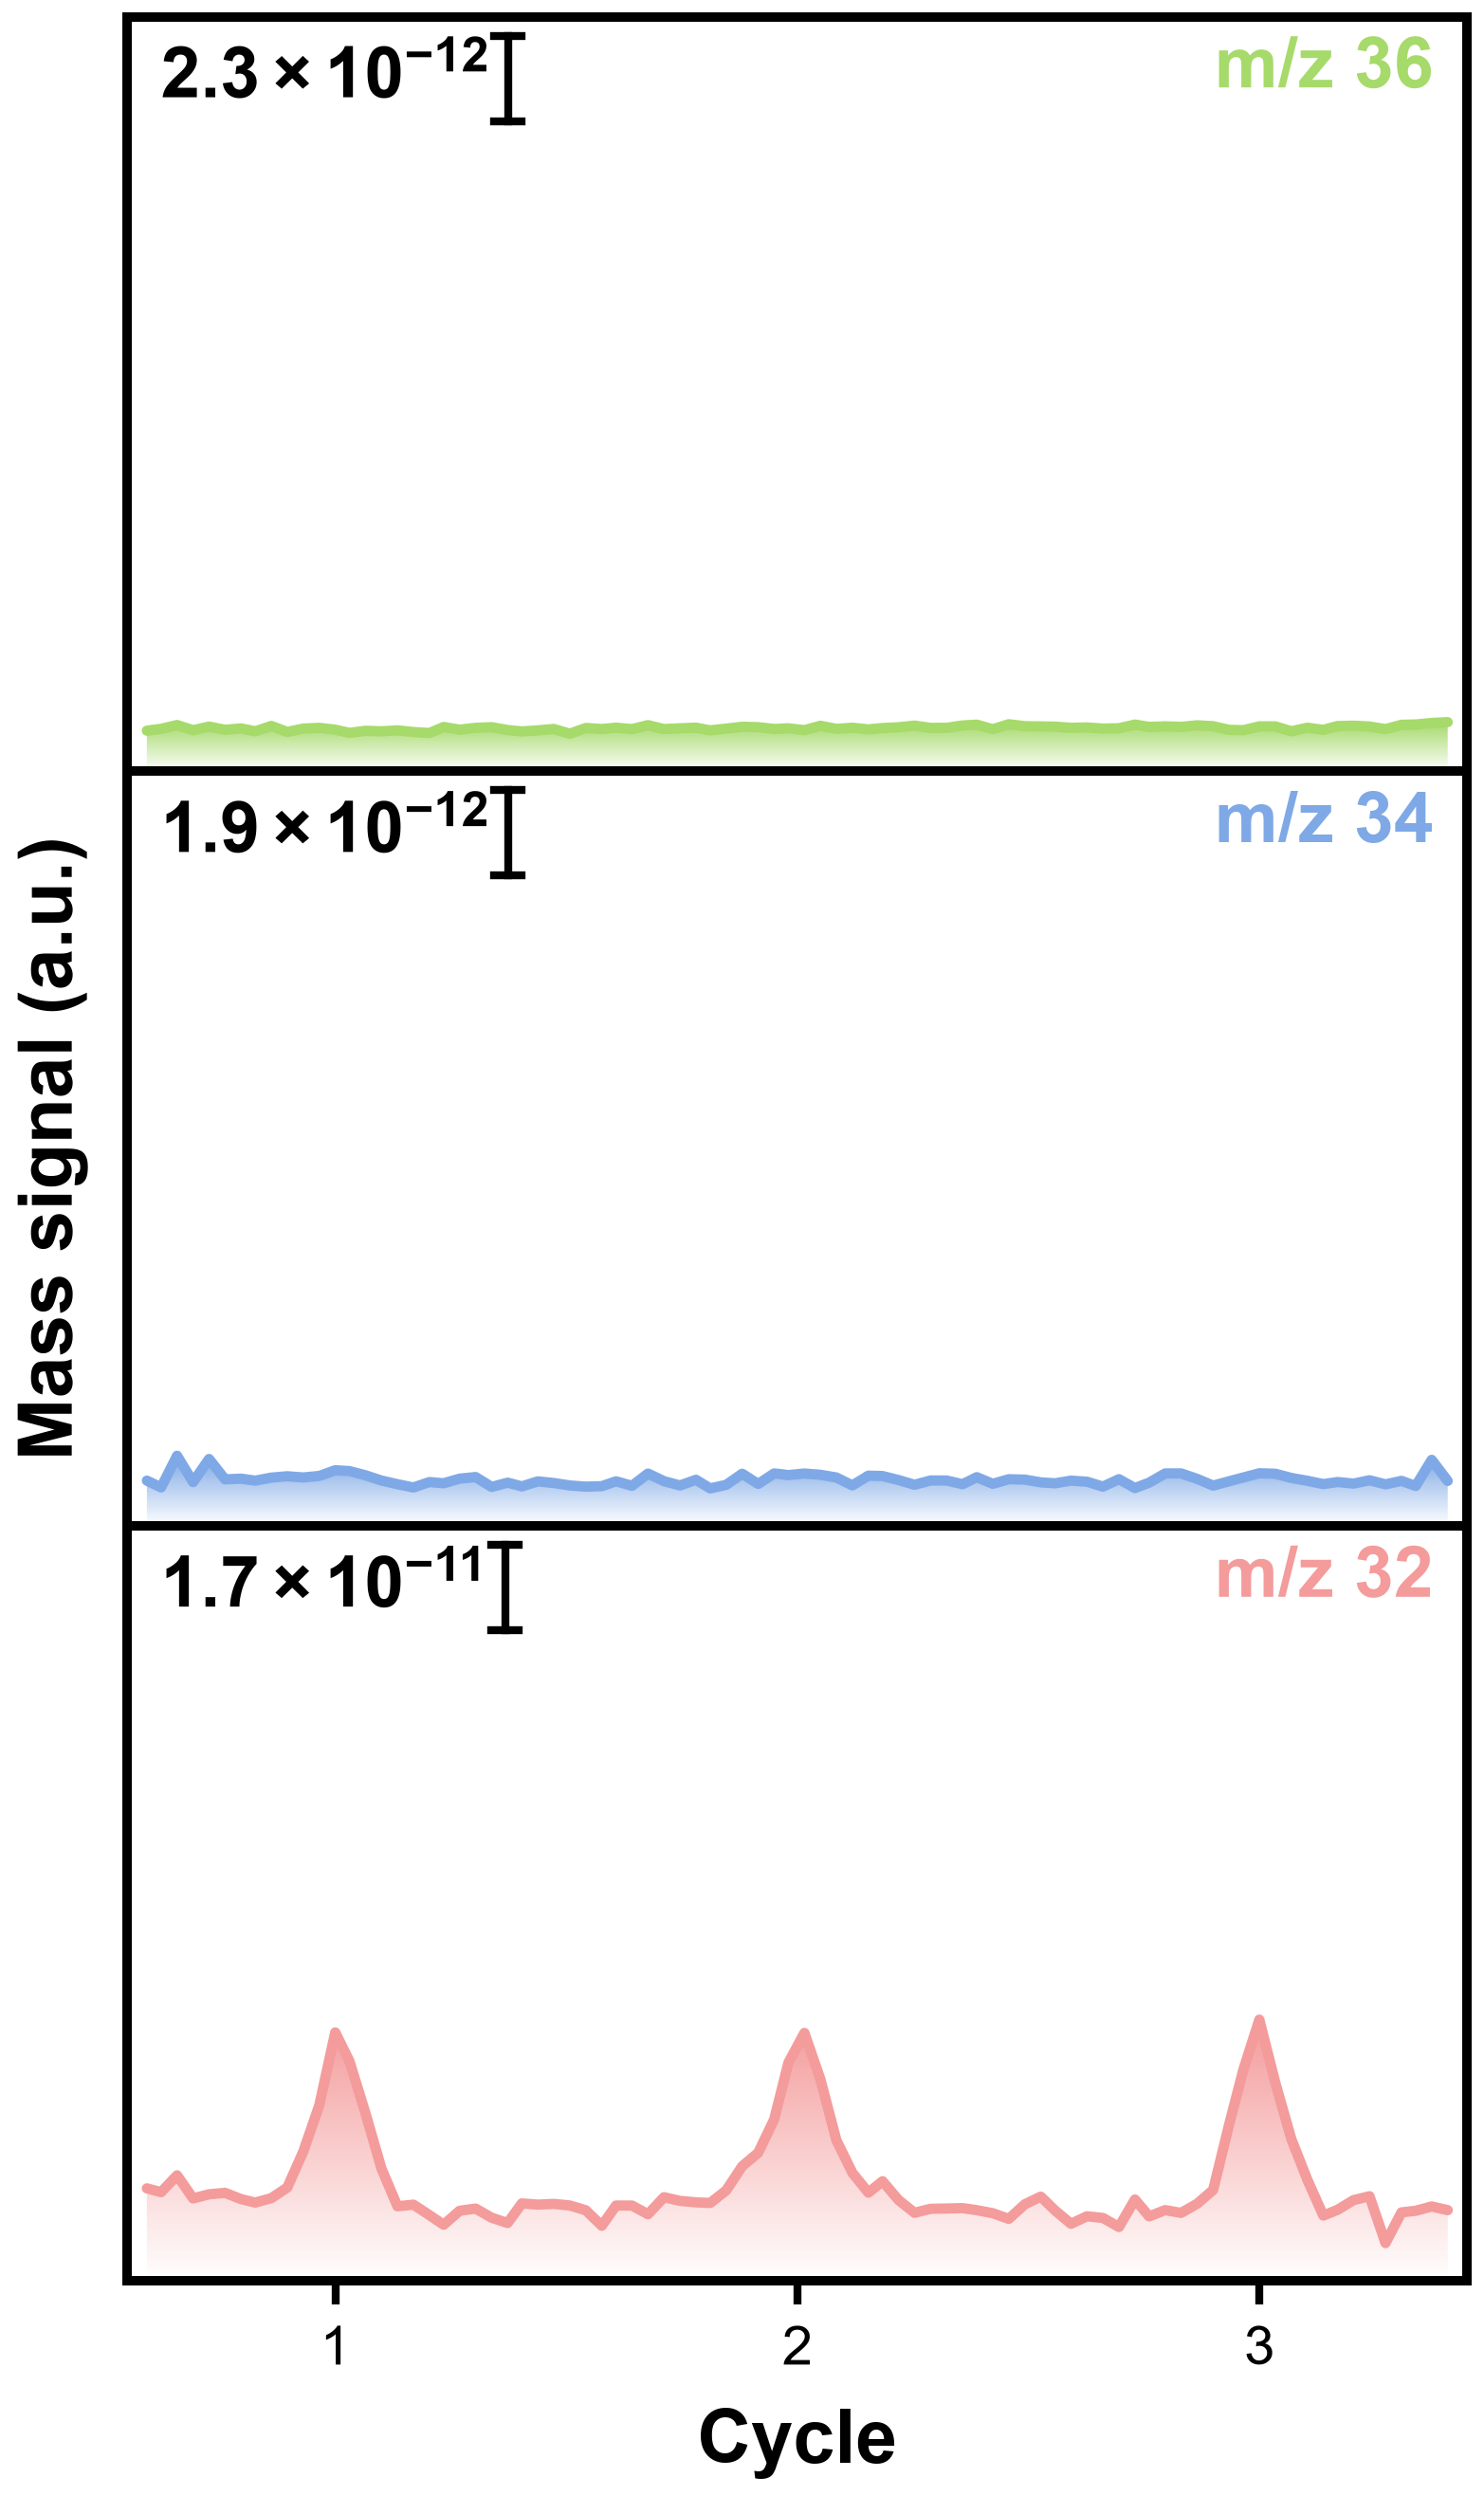 2.3 × 10⁻¹²
m/z 36
1.9 × 10⁻¹²
m/z 34
Mass signal (a.u.)
1.7 × 10⁻¹¹
m/z 32
1 2 3
Cycle